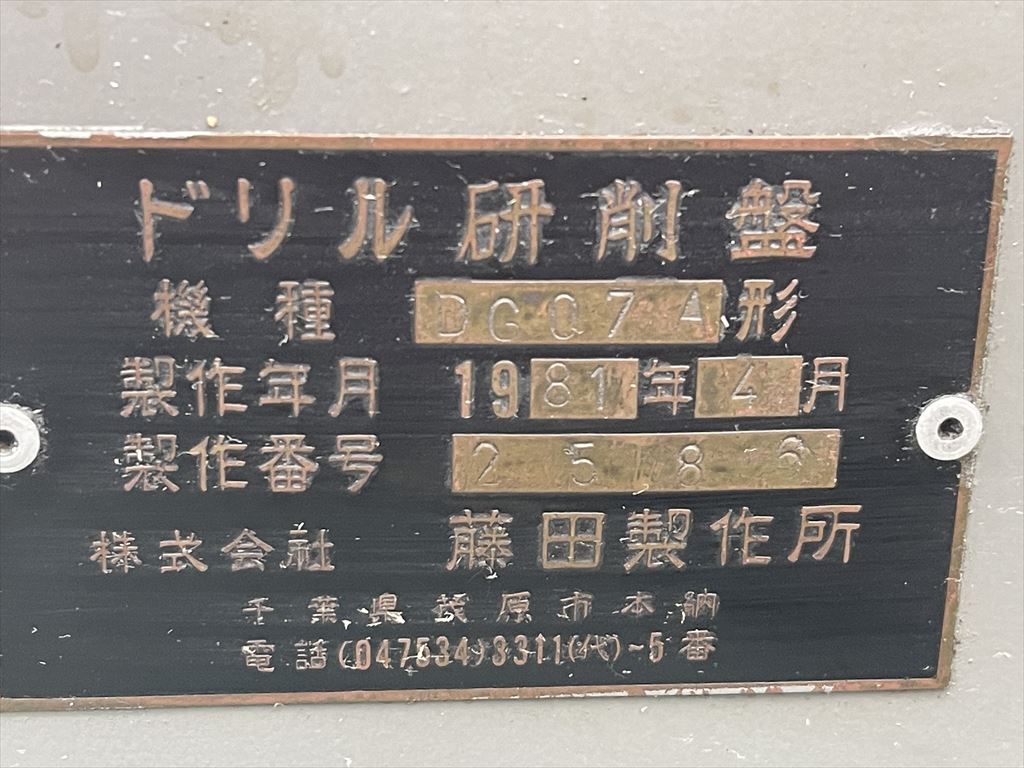 ドリル研削盤
機種 DG07A形
製作年月 1981年4月
製作番号 2583
株式会社 藤田製作所
千葉県茂原市本納
電話(047534)3311(代)~5番